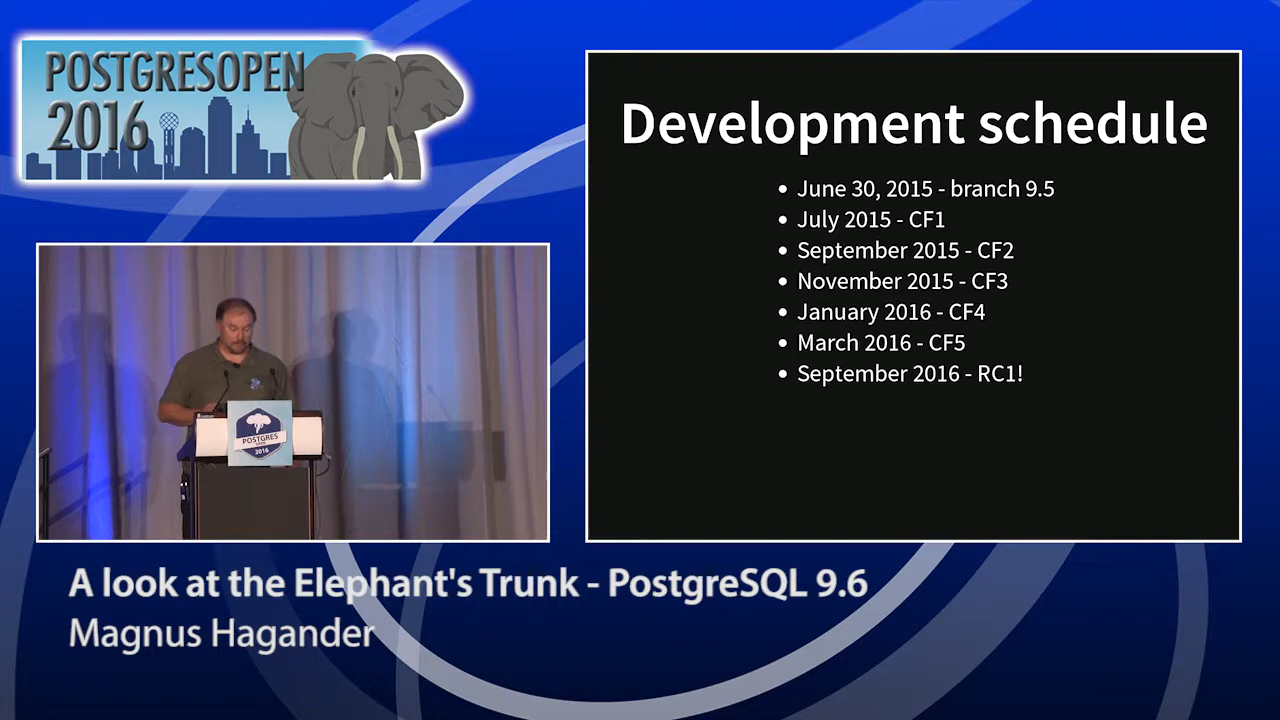 POSTGRESOPEN
2016
Development schedule
• June 30, 2015 - branch 9.5
• July 2015 - CF1
• September 2015 - CF2
• November 2015 - CF3
• January 2016 - CF4
• March 2016 - CF5
• September 2016 - RC1!
POSTGRES
OPEN
2016
A look at the Elephant's Trunk - PostgreSQL 9.6
Magnus Hagander